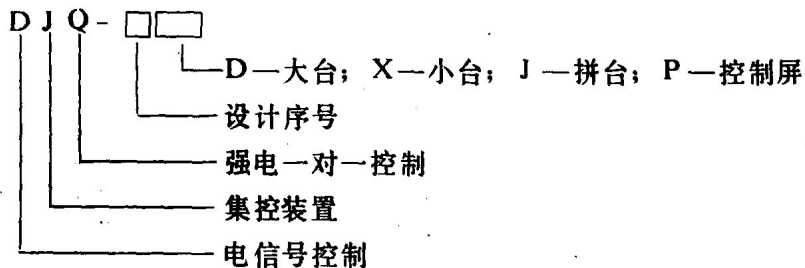 DJQ-□□
D—大台；X—小台；J—拼台；P—控制屏
设计序号
强电一对一控制
集控装置
电信号控制